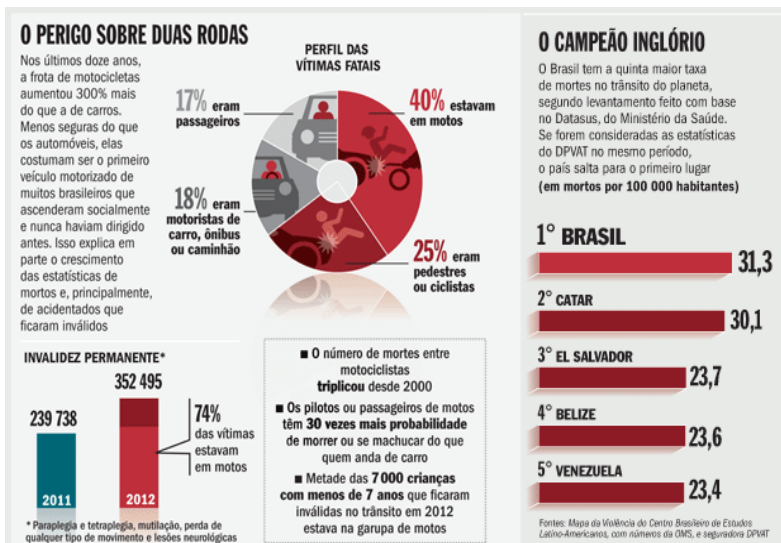 O PERIGO SOBRE DUAS RODAS
Nos últimos doze anos,
a frota de motocicletas
aumentou 300% mais
do que a de carros.
Menos seguras do que
os automóveis, elas
costumam ser o primeiro
veículo motorizado de
muitos brasileiros que
ascenderam socialmente
e nunca haviam dirigido
antes. Isso explica em
parte o crescimento
das estatísticas de
mortos e, principalmente,
de acidentados que
ficaram inválidos
PERFIL DAS
VÍTIMAS FATAIS
17% eram
passageiros
40% estavam
em motos
18% eram
motoristas de
carro, ônibus
ou caminhão
25% eram
pedestres
ou ciclistas
INVALIDEZ PERMANENTE*
352 495
239 738
74%
das vítimas
estavam
em motos
2011
2012
* Paraplegia e tetraplegia, mutilação, perda de
qualquer tipo de movimento e lesões neurológicas
■ O número de mortes entre
motociclistas
triplicou desde 2000
■ Os pilotos ou passageiros de motos
têm 30 vezes mais probabilidade
de morrer ou se machucar do que
quem anda de carro
■ Metade das 7 000 crianças
com menos de 7 anos que ficaram
inválidas no trânsito em 2012
estava na garupa de motos
O CAMPEÃO INGLÓRIO
O Brasil tem a quinta maior taxa
de mortes no trânsito do planeta,
segundo levantamento feito com base
no Datasus, do Ministério da Saúde.
Se forem consideradas as estatísticas
do DPVAT no mesmo período,
o país salta para o primeiro lugar
(em mortos por 100 000 habitantes)
1° BRASIL
31,3
2° CATAR
30,1
3° EL SALVADOR
23,7
4° BELIZE
23,6
5° VENEZUELA
23,4
Fontes: Mapa da Violência do Centro Brasileiro de Estudos
Latino-Americanos, com números da OMS, e seguradora DPVAT